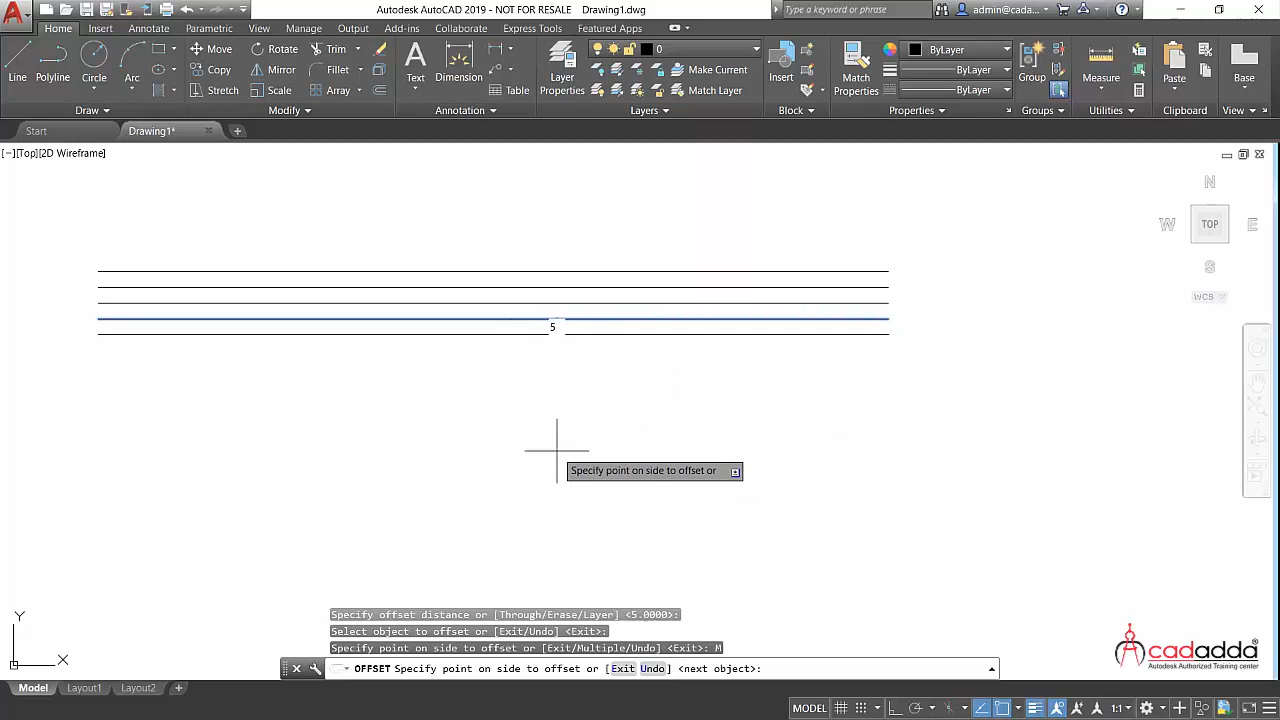 Autodesk AutoCAD 2019 - NOT FOR RESALE Drawing1.dwg
Type a keyword or phrase
admin@cada...
Home Insert Annotate Parametric View Manage Output Add-ins Collaborate Express Tools Featured Apps
Line Polyline Circle Arc
Move Rotate Trim
Copy Mirror Fillet
Stretch Scale Array
Text Dimension Table
Layer Properties
0
Make Current
Match Layer
Insert
Match Properties
ByLayer
ByLayer
ByLayer
Group
Measure
Paste
Base
Draw Modify Annotation Layers Block Properties Groups Utilities Clipboard View
Start Drawing1*
[−][Top][2D Wireframe]
N
W TOP E
S
WCS
5
Specify point on side to offset or
Y
X
Specify offset distance or [Through/Erase/Layer] <5.0000>:
Select object to offset or [Exit/Undo] <Exit>:
Specify point on side to offset or [Exit/Multiple/Undo] <Exit>: M
OFFSET Specify point on side to offset or [Exit Undo] <next object>:
cadadda
Autodesk Authorized Training center
Model Layout1 Layout2 +
MODEL 1:1